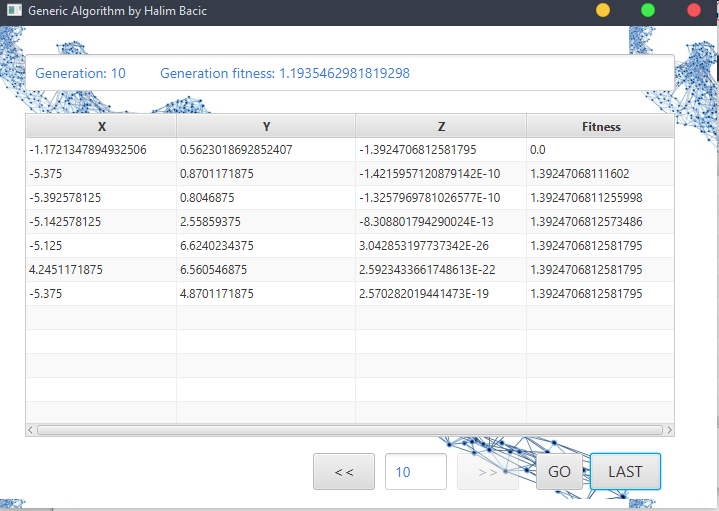 Generic Algorithm by Halim Bacic
Generation: 10 Generation fitness: 1.1935462981819298
X Y Z Fitness
-1.1721347894932506 0.5623018692852407 -1.3924706812581795 0.0
-5.375 0.8701171875 -1.4215957120879142E-10 1.39247068111602
-5.392578125 0.8046875 -1.3257969781026577E-10 1.3924706811255998
-5.142578125 2.55859375 -8.308801794290024E-13 1.3924706812573486
-5.125 6.6240234375 3.042853197737342E-26 1.3924706812581795
4.2451171875 6.560546875 2.5923433661748613E-22 1.3924706812581795
-5.375 4.8701171875 2.570282019441473E-19 1.3924706812581795
<< 10 >> GO LAST